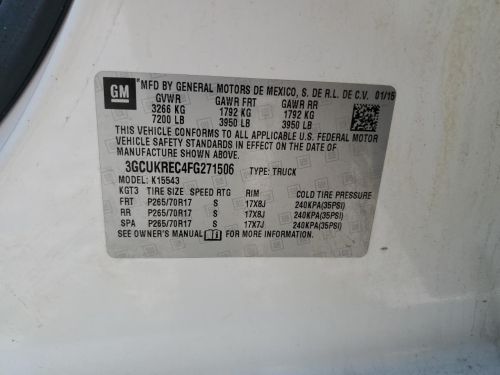 GM
MFD BY GENERAL MOTORS DE MEXICO, S. DE R.L. DE C.V. 01/15
GVWR GAWR FRT GAWR RR
3266 KG 1792 KG 1792 KG
7200 LB 3950 LB 3950 LB
THIS VEHICLE CONFORMS TO ALL APPLICABLE U.S. FEDERAL MOTOR
VEHICLE SAFETY STANDARDS IN EFFECT ON THE DATE OF
MANUFACTURE SHOWN ABOVE.
3GCUKREC4FG271506 TYPE: TRUCK
MODEL: K15543
KGT3 TIRE SIZE SPEED RTG RIM COLD TIRE PRESSURE
FRT P265/70R17 S 17X8J 240KPA(35PSI)
RR P265/70R17 S 17X8J 240KPA(35PSI)
SPA P265/70R17 S 17X7J 240KPA(35PSI)
SEE OWNER'S MANUAL FOR MORE INFORMATION